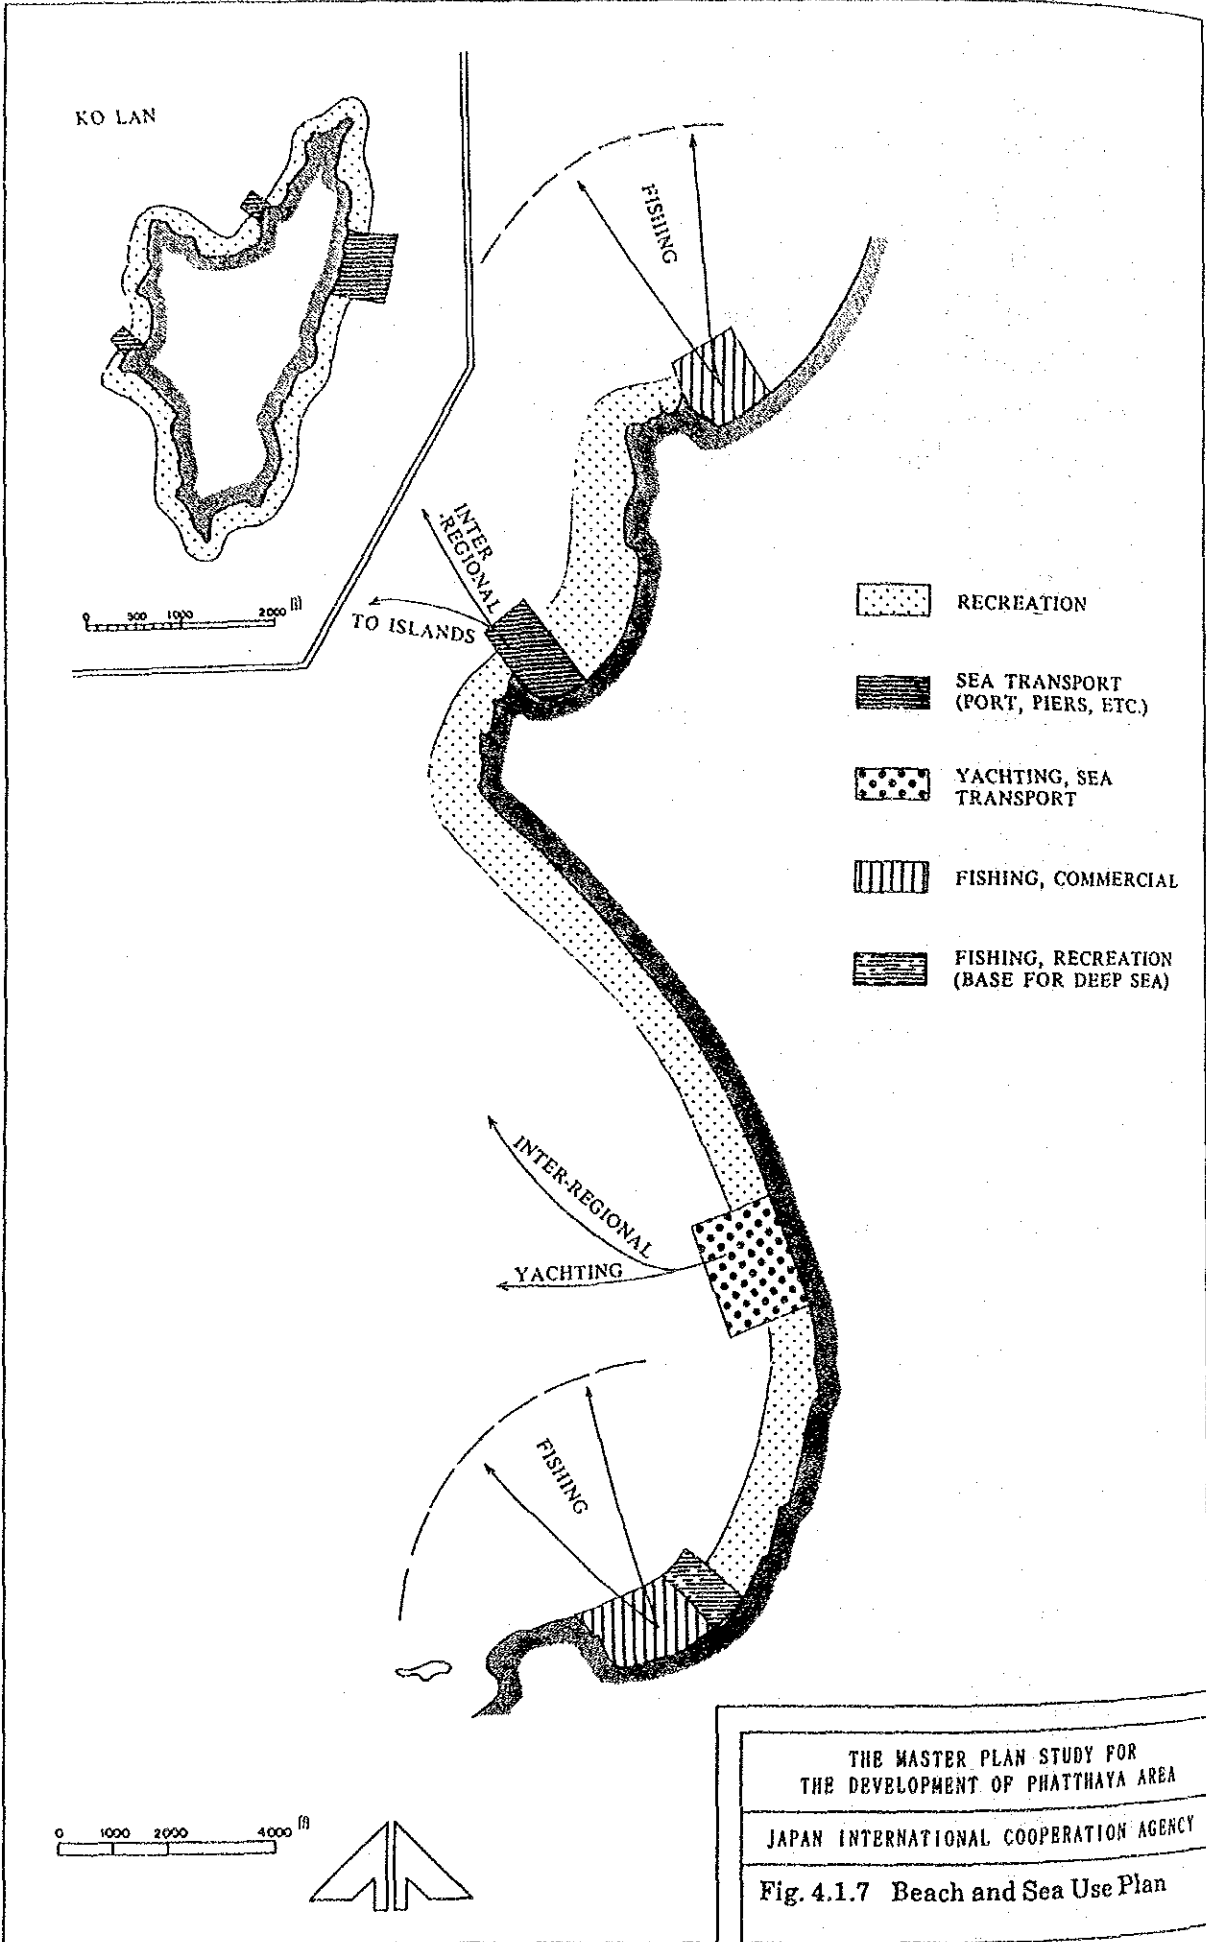 KO LAN
0 500 1000 2000
FISHING
INTER
-REGIONAL
TO ISLANDS
RECREATION
SEA TRANSPORT
(PORT, PIERS, ETC.)
YACHTING, SEA
TRANSPORT
FISHING, COMMERCIAL
FISHING, RECREATION
(BASE FOR DEEP SEA)
INTER-REGIONAL
YACHTING
FISHING
0 1000 2000 4000
THE MASTER PLAN STUDY FOR
THE DEVELOPMENT OF PHATTHAYA AREA
JAPAN INTERNATIONAL COOPERATION AGENCY
Fig. 4.1.7 Beach and Sea Use Plan